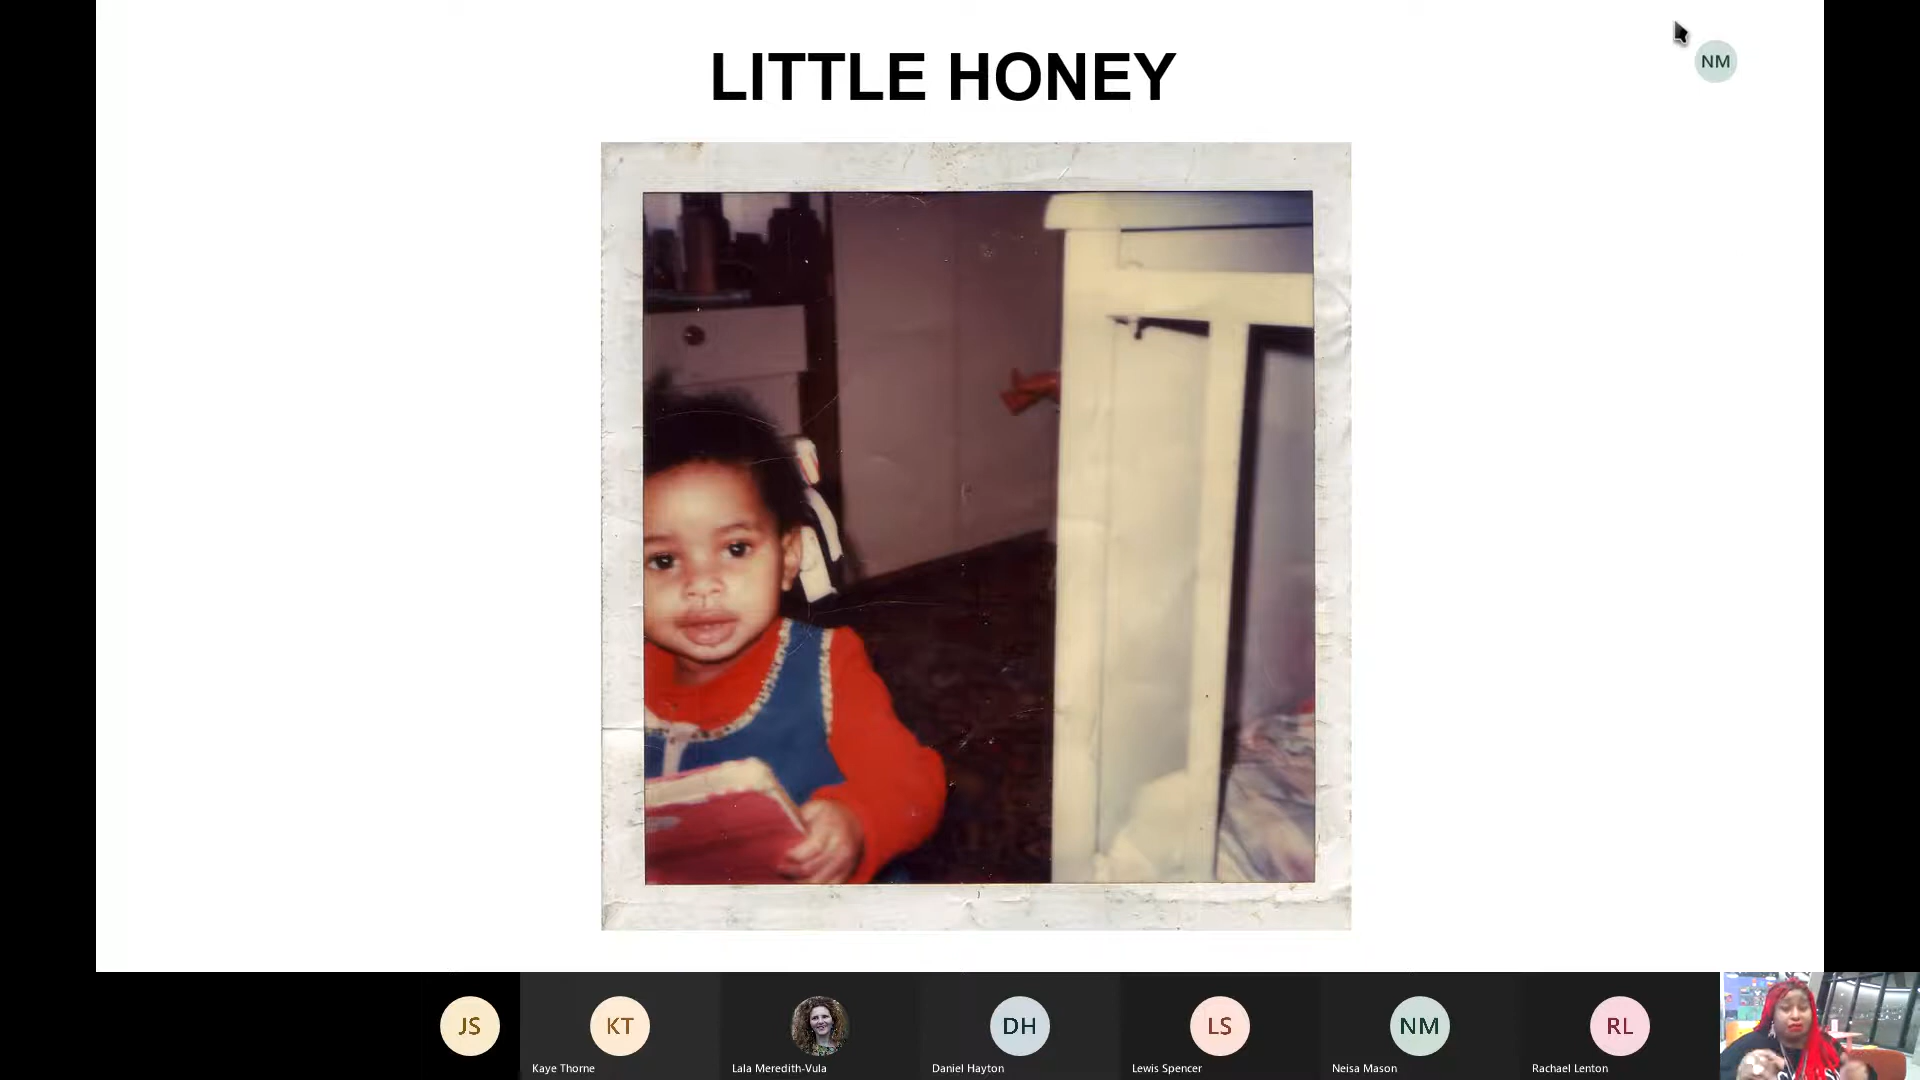 LITTLE HONEY
NM
JS
KT
DH
LS
NM
RL
Kaye Thorne
Lala Meredith-Vula
Daniel Hayton
Lewis Spencer
Neisa Mason
Rachael Lenton